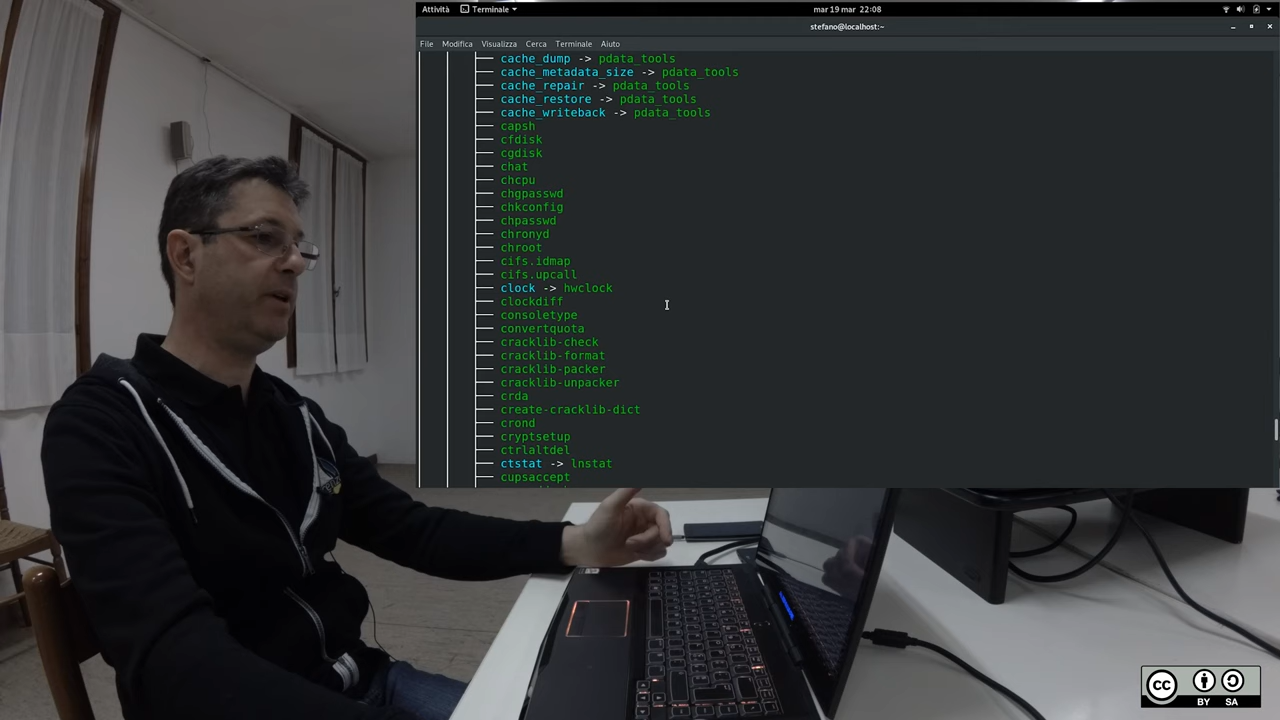 Attività Terminale mar 19 mar 22:08
stefano@localhost:~
File Modifica Visualizza Cerca Terminale Aiuto
cache_dump -> pdata_tools
cache_metadata_size -> pdata_tools
cache_repair -> pdata_tools
cache_restore -> pdata_tools
cache_writeback -> pdata_tools
capsh
cfdisk
cgdisk
chat
chcpu
chgpasswd
chkconfig
chpasswd
chronyd
chroot
cifs.idmap
cifs.upcall
clock -> hwclock
clockdiff
consoletype
convertquota
cracklib-check
cracklib-format
cracklib-packer
cracklib-unpacker
crda
create-cracklib-dict
crond
cryptsetup
ctrlaltdel
ctstat -> lnstat
cupsaccept
cc
BY SA